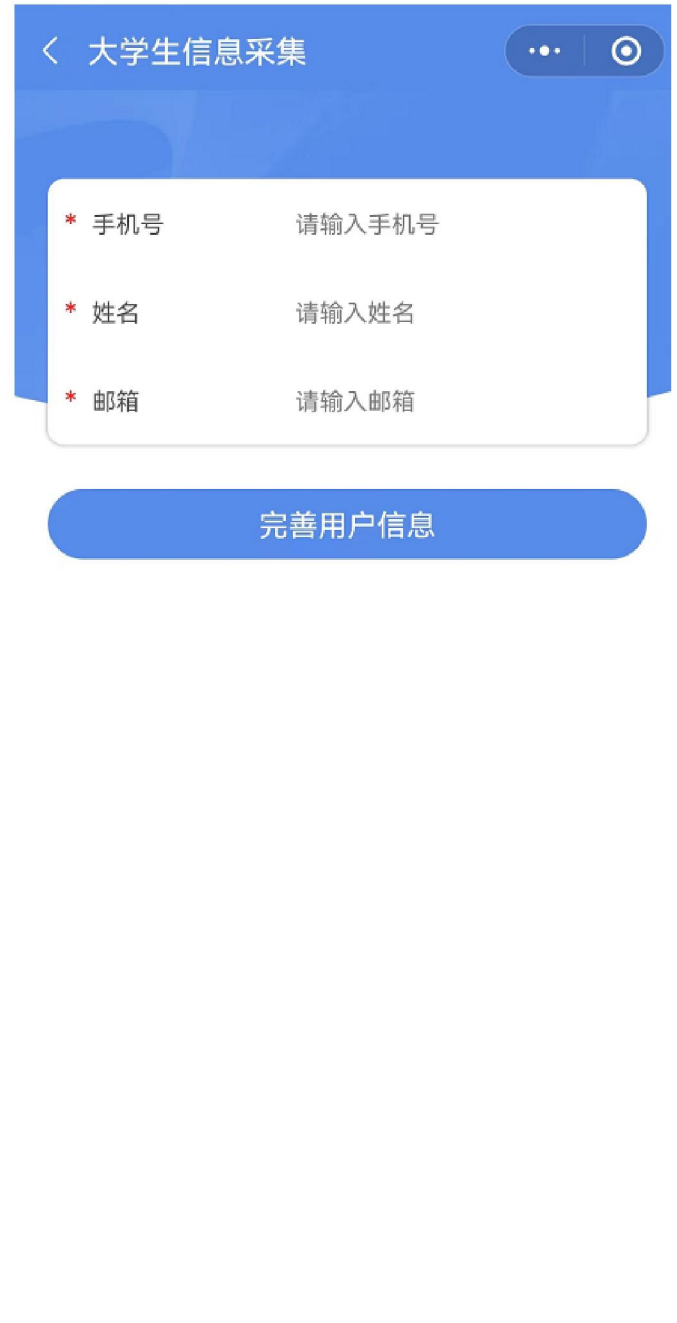 大学生信息采集
* 手机号 请输入手机号
* 姓名 请输入姓名
* 邮箱 请输入邮箱
完善用户信息